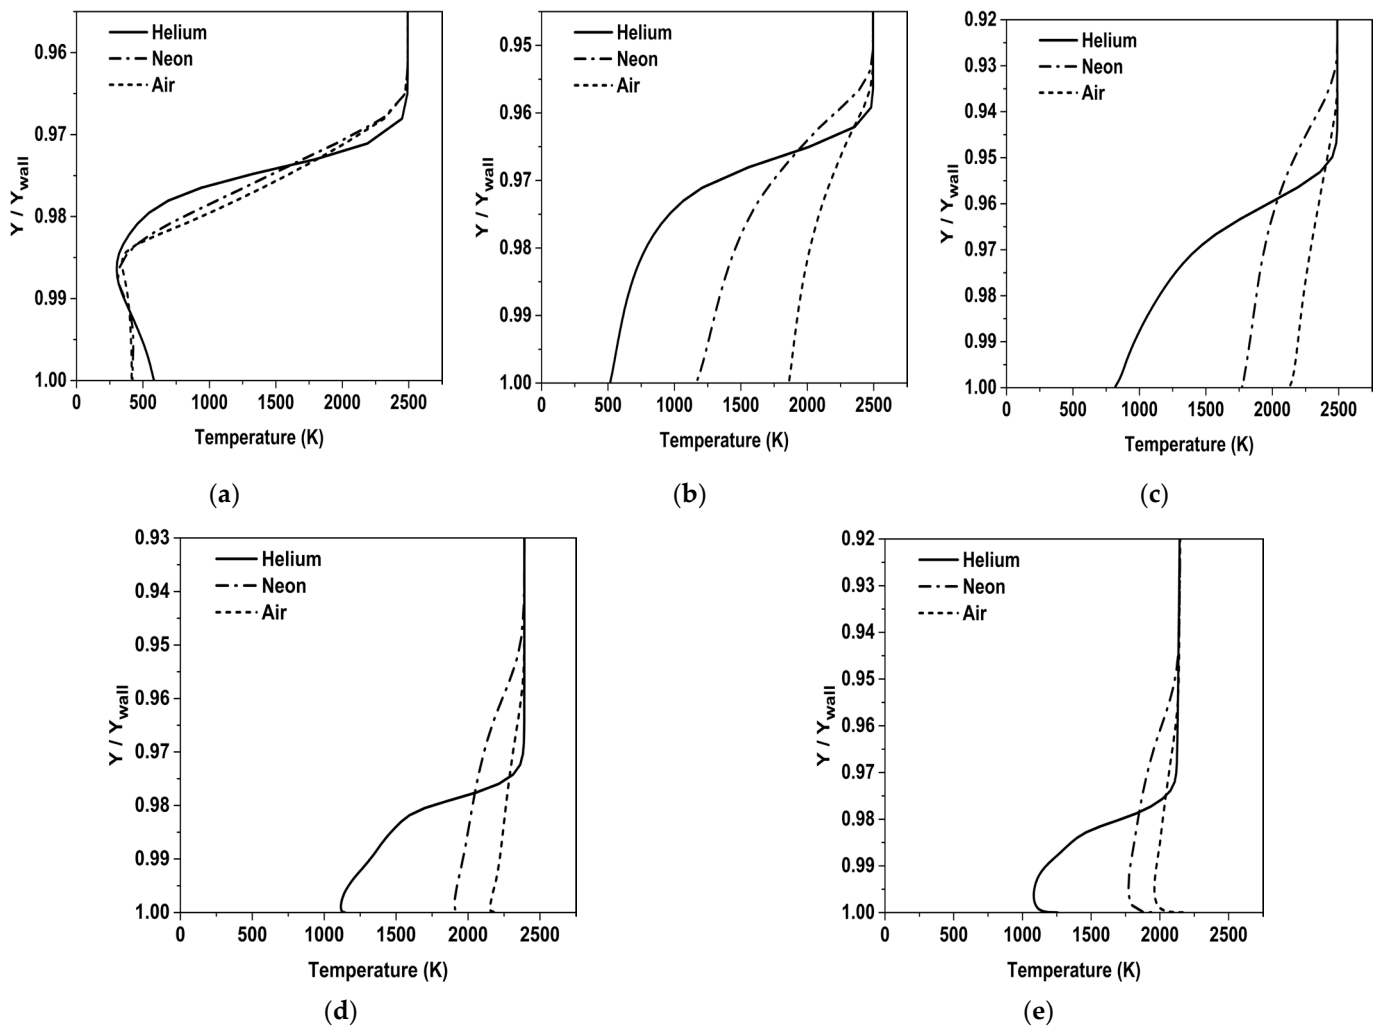 Helium
Neon
Air
0.96
0.97
0.98
0.99
1.00
Y / Ywall
0 500 1000 1500 2000 2500
Temperature (K)
(a)
Helium
Neon
Air
0.95
0.96
0.97
0.98
0.99
1.00
Y / Ywall
0 500 1000 1500 2000 2500
Temperature (K)
(b)
Helium
Neon
Air
0.92
0.93
0.94
0.95
0.96
0.97
0.98
0.99
1.00
Y / Ywall
0 500 1000 1500 2000 2500
Temperature (K)
(c)
Helium
Neon
Air
0.93
0.94
0.95
0.96
0.97
0.98
0.99
1.00
Y / Ywall
0 500 1000 1500 2000 2500
Temperature (K)
(d)
Helium
Neon
Air
0.92
0.93
0.94
0.95
0.96
0.97
0.98
0.99
1.00
Y / Ywall
0 500 1000 1500 2000 2500
Temperature (K)
(e)